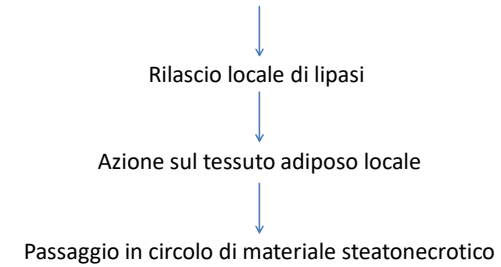 Rilascio locale di lipasi
Azione sul tessuto adiposo locale
Passaggio in circolo di materiale steatonecrotico